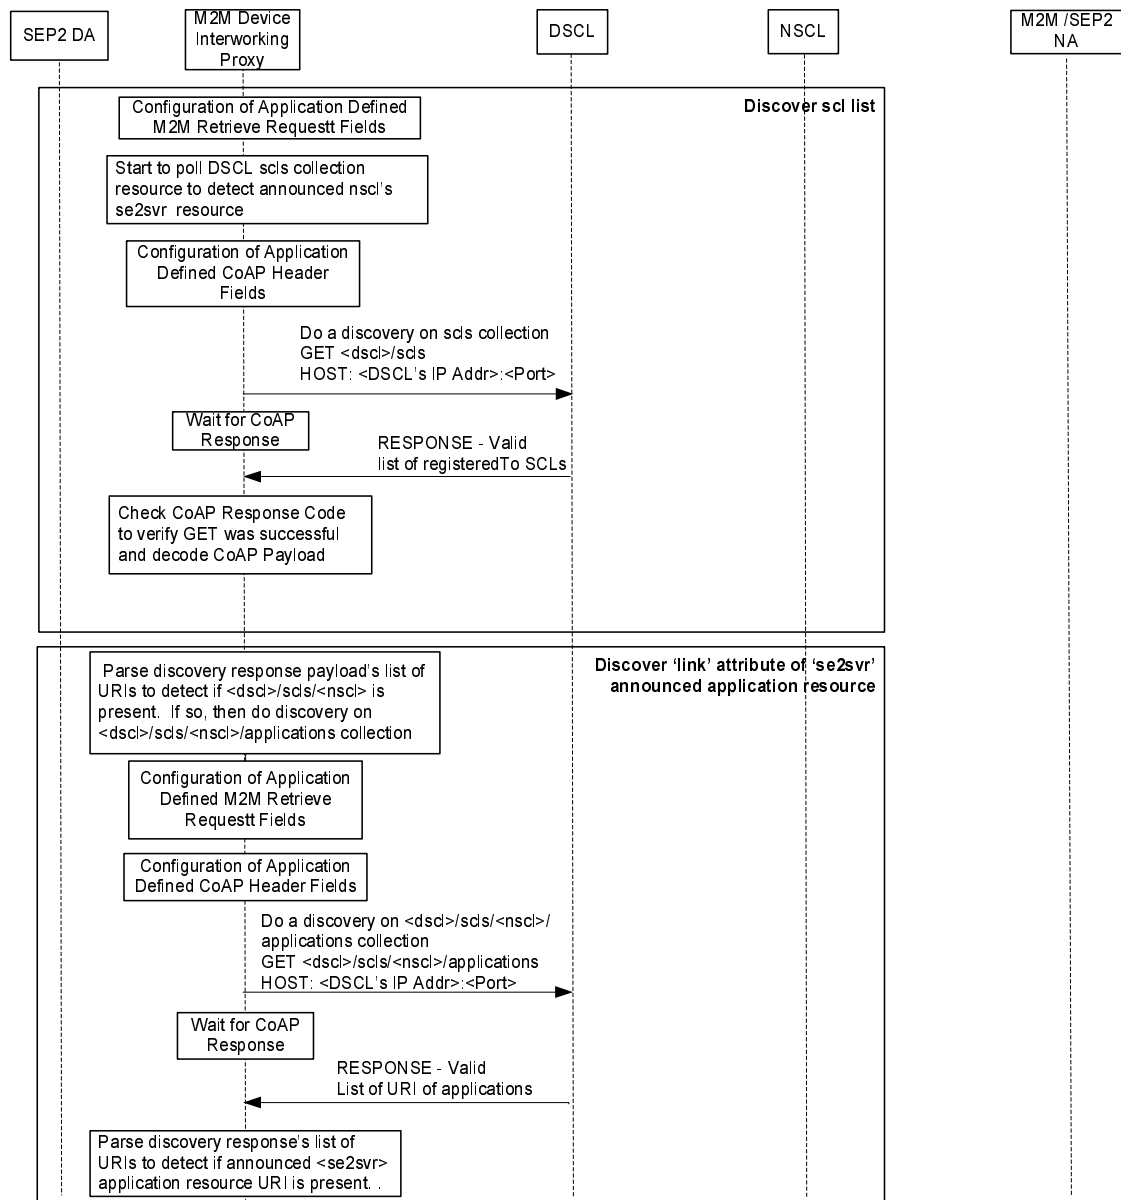 SEP2 DA
M2M Device
Interworking
Proxy
DSCL
NSCL
M2M /SEP2
NA
Discover scl list
Configuration of Application Defined
M2M Retrieve Requestt Fields
Start to poll DSCL scls collection
resource to detect announced nscl's
se2svr resource
Configuration of Application
Defined CoAP Header
Fields
Do a discovery on scls collection
GET <dscl>/scls
HOST: <DSCL's IP Addr>:<Port>
Wait for CoAP
Response
RESPONSE - Valid
list of registeredTo SCLs
Check CoAP Response Code
to verify GET was successful
and decode CoAP Payload
Discover ‘link’ attribute of ‘se2svr’
announced application resource
Parse discovery response payload's list of
URIs to detect if <dscl>/scls/<nscl> is
present. If so, then do discovery on
<dscl>/scls/<nscl>/applications collection
Configuration of Application
Defined M2M Retrieve
Requestt Fields
Configuration of Application
Defined CoAP Header Fields
Do a discovery on <dscl>/scls/<nscl>/
applications collection
GET <dscl>/scls/<nscl>/applications
HOST: <DSCL's IP Addr>:<Port>
Wait for CoAP
Response
RESPONSE - Valid
List of URI of applications
Parse discovery response's list of
URIs to detect if announced <se2svr>
application resource URI is present. .